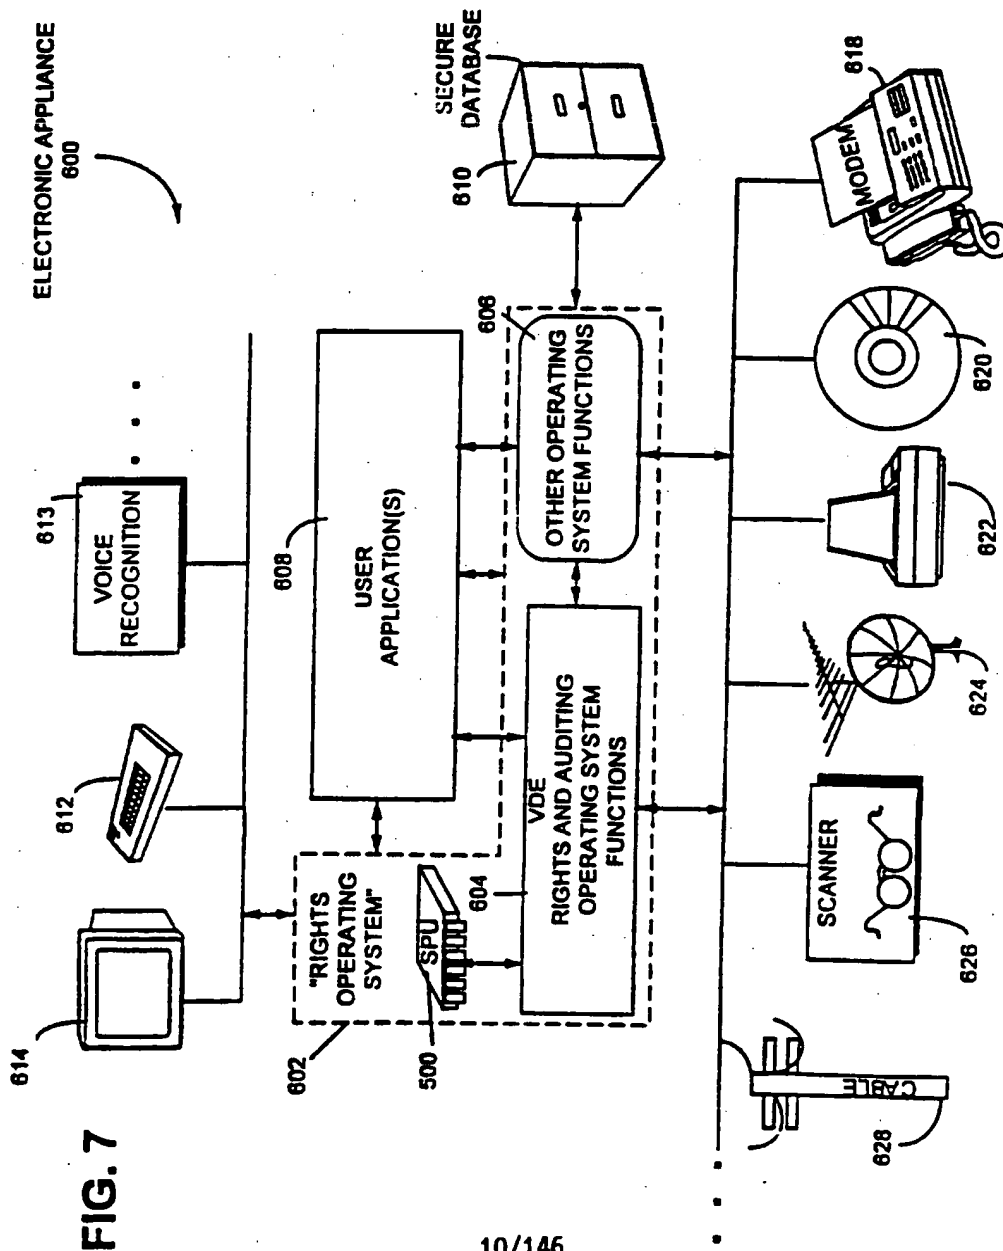 FIG. 7
ELECTRONIC APPLIANCE
600
614
612
613
VOICE
RECOGNITION
602
"RIGHTS
OPERATING
SYSTEM"
SPU
500
608
USER
APPLICATION(S)
604
VDE
RIGHTS AND AUDITING
OPERATING SYSTEM
FUNCTIONS
606
OTHER OPERATING
SYSTEM FUNCTIONS
610
SECURE
DATABASE
CABLE
628
SCANNER
626
624
622
620
MODEM
618
10/146